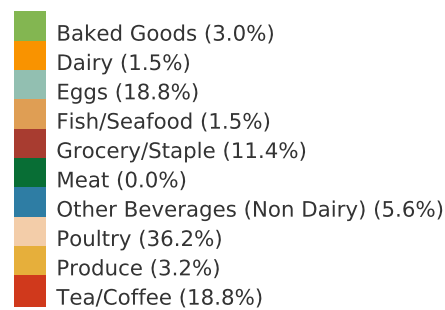 Baked Goods (3.0%)
Dairy (1.5%)
Eggs (18.8%)
Fish/Seafood (1.5%)
Grocery/Staple (11.4%)
Meat (0.0%)
Other Beverages (Non Dairy) (5.6%)
Poultry (36.2%)
Produce (3.2%)
Tea/Coffee (18.8%)